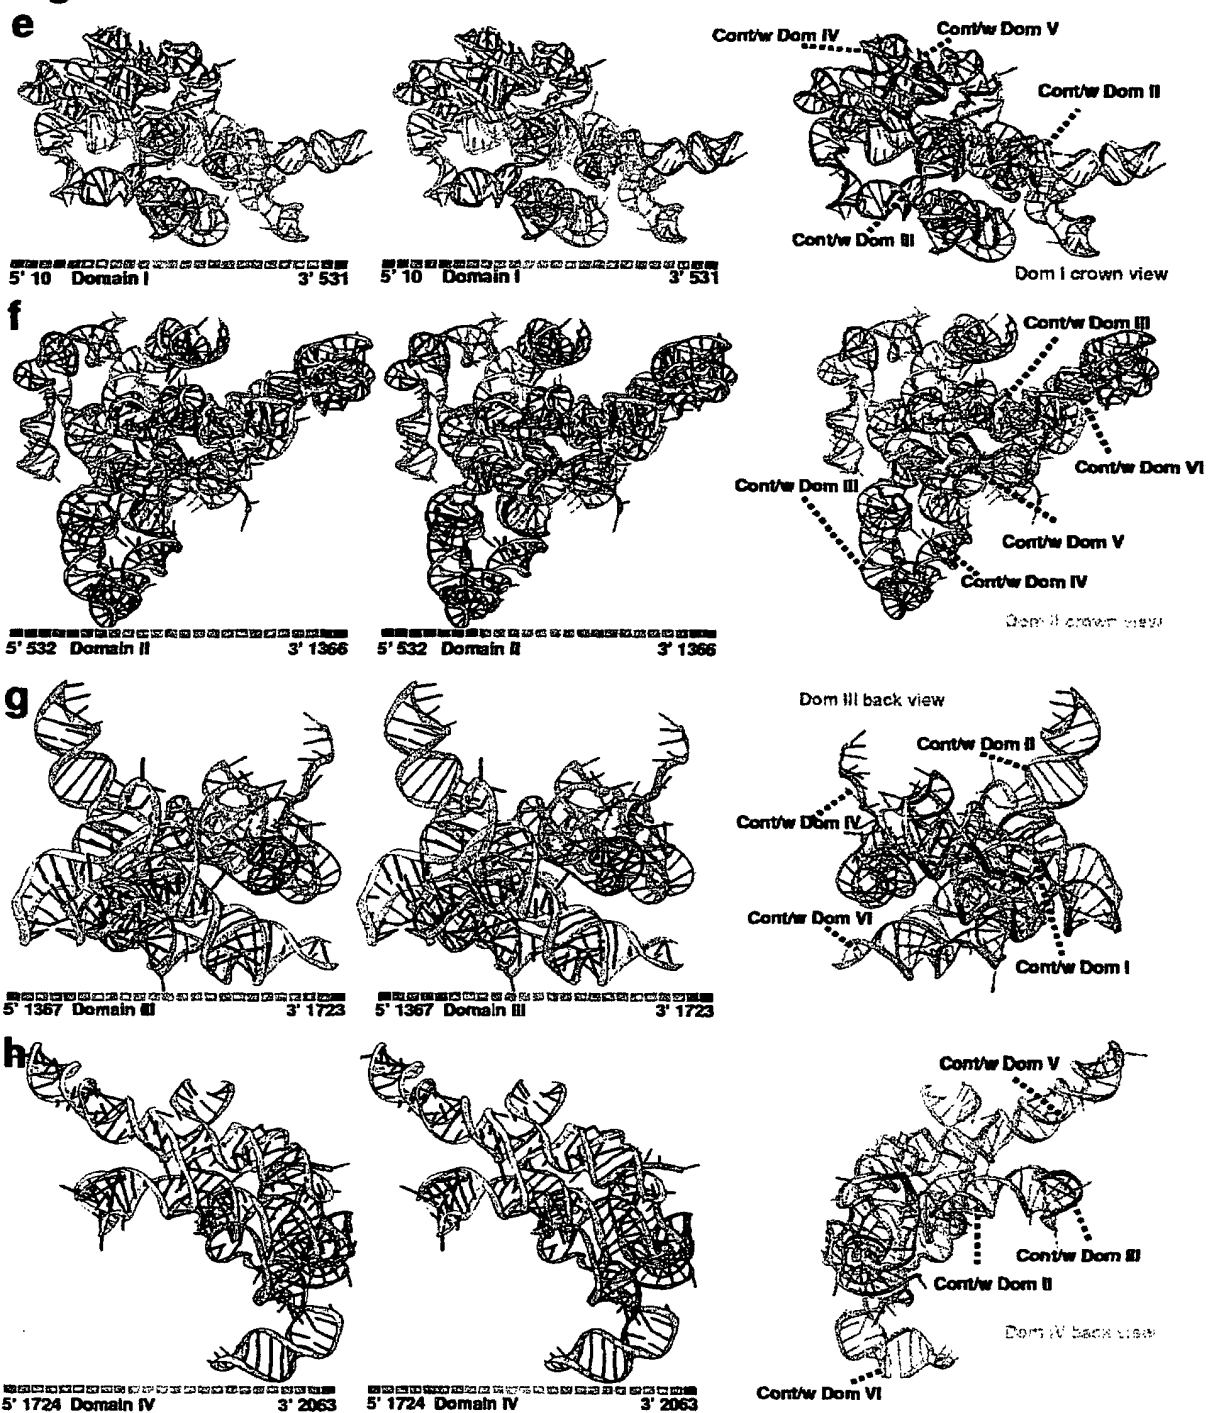 e
Cont/w Dom IV
Cont/w Dom V
Cont/w Dom II
Cont/w Dom III
5' 10 Domain I 3' 531
5' 10 Domain I 3' 531
Dom I crown view
f
Cont/w Dom III
Cont/w Dom VI
Cont/w Dom III
Cont/w Dom V
Cont/w Dom IV
Dom II crown view
5' 532 Domain II 3' 1366
5' 532 Domain II 3' 1366
g
Dom III back view
Cont/w Dom II
Cont/w Dom IV
Cont/w Dom VI
Cont/w Dom I
5' 1367 Domain III 3' 1723
5' 1367 Domain III 3' 1723
h
Cont/w Dom V
Cont/w Dom III
Cont/w Dom II
Dom IV back view
Cont/w Dom VI
5' 1724 Domain IV 3' 2063
5' 1724 Domain IV 3' 2063